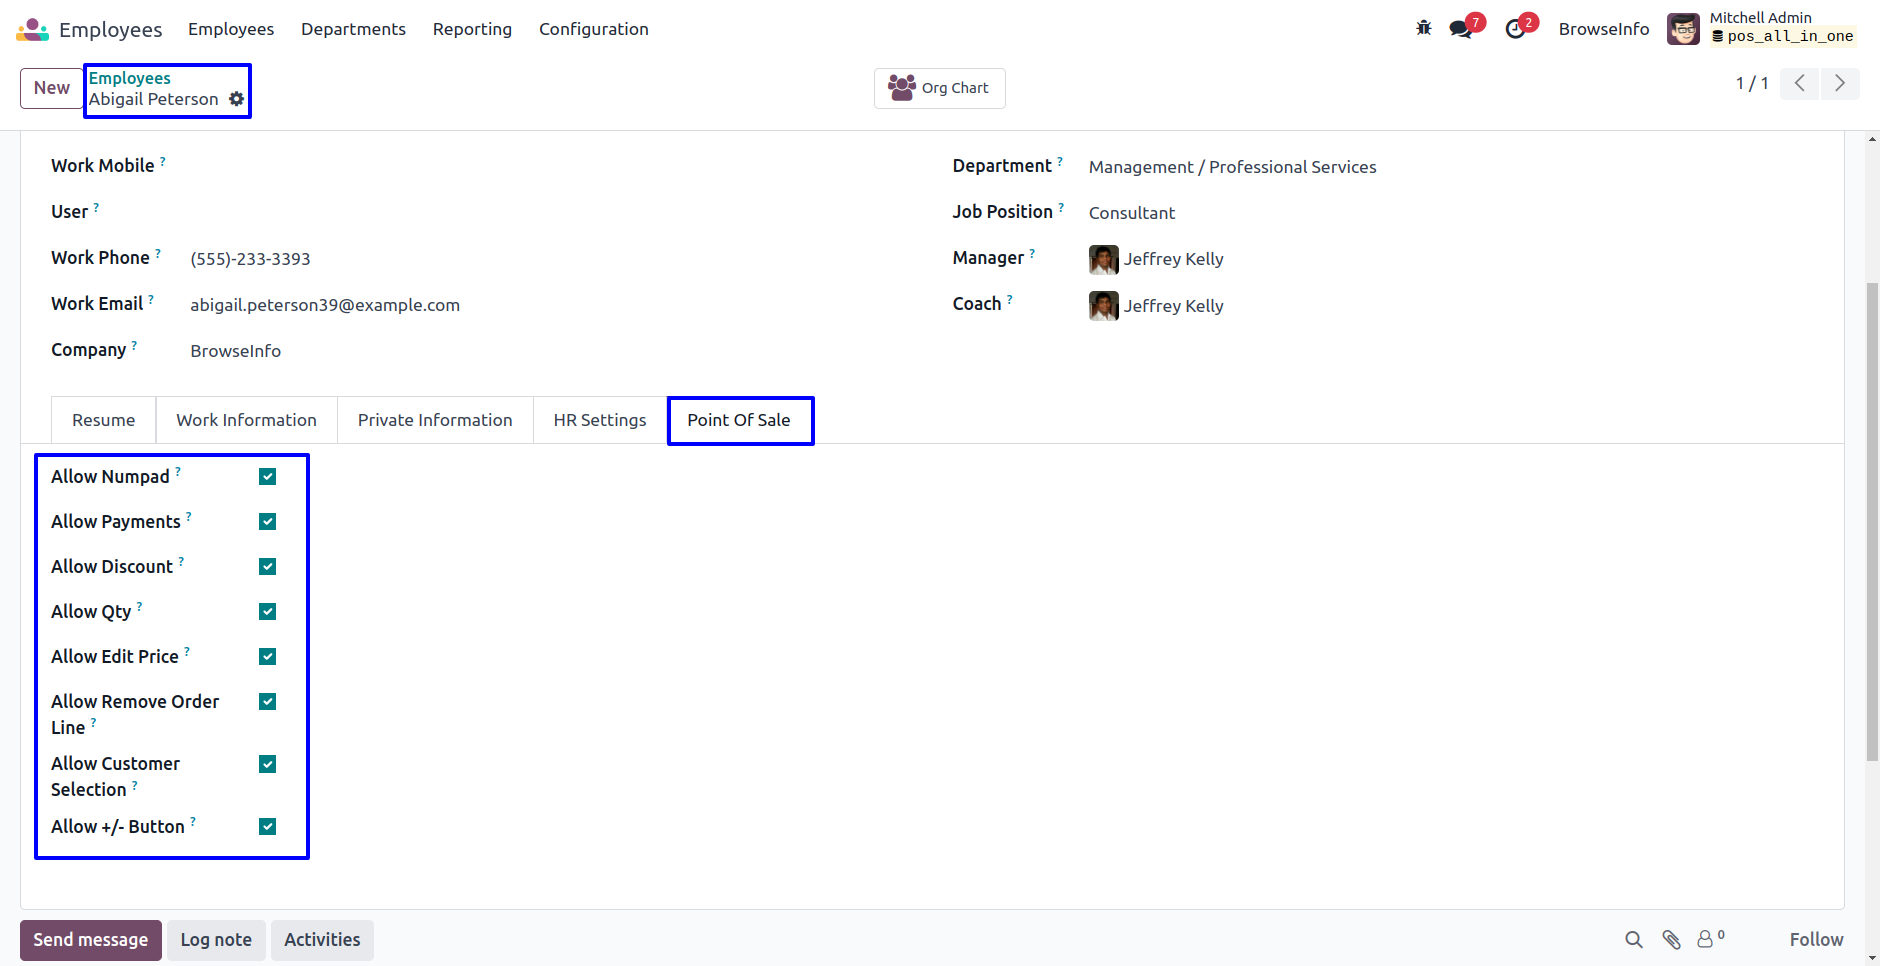 Employees Employees Departments Reporting Configuration 7 2 BrowseInfo Mitchell Admin
pos_all_in_one
New Employees Org Chart 1 / 1
Abigail Peterson
Work Mobile ? Department ? Management / Professional Services
User ? Job Position ? Consultant
Work Phone ? (555)-233-3393 Manager ? Jeffrey Kelly
Work Email ? abigail.peterson39@example.com Coach ? Jeffrey Kelly
Company ? BrowseInfo
Resume Work Information Private Information HR Settings Point Of Sale
Allow Numpad ?
Allow Payments ?
Allow Discount ?
Allow Qty ?
Allow Edit Price ?
Allow Remove Order
Line ?
Allow Customer
Selection ?
Allow +/- Button ?
Send message Log note Activities 0 Follow